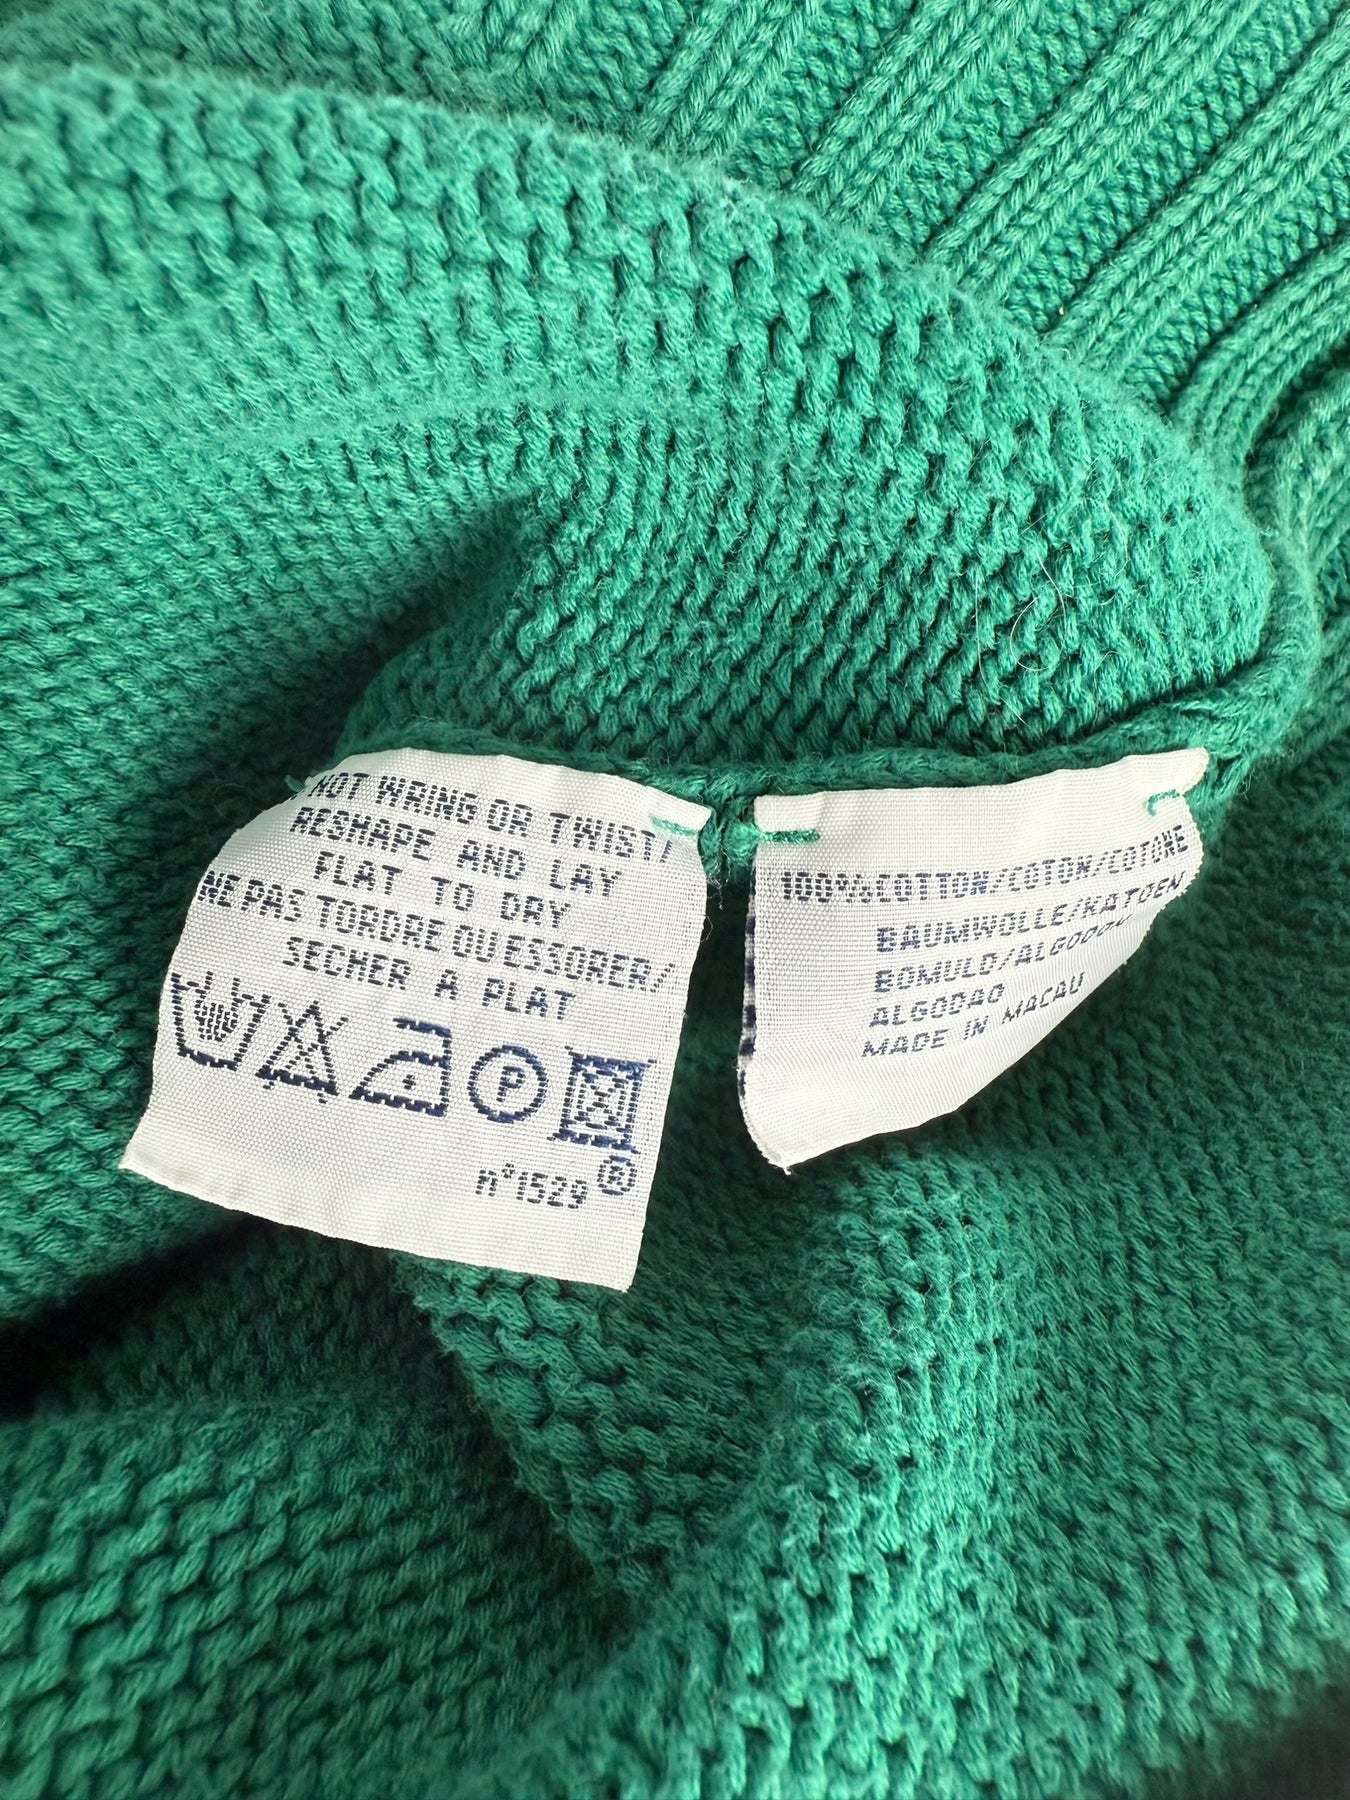 NOT WRING OR TWIST/
RESHAPE AND LAY
FLAT TO DRY
NE PAS TORDRE OU ESSORER/
SECHER A PLAT
P
n°1529 ®
100% COTTON/COTON/COTONE
BAUMWOLLE/KATOEN
BOMULD/ALGODON
ALGODAO
MADE IN MACAU